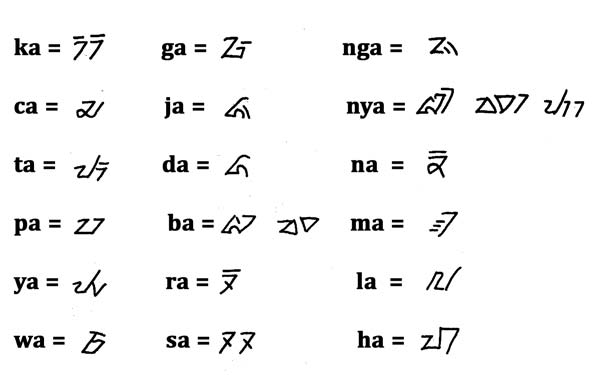 ka = ᮊ ga = ᮌ nga = ᮍ
ca = ᮎ ja = ᮏ nya = ᮑ ᮑ ᮑ
ta = ᮒ da = ᮓ na = ᮔ
pa = ᮕ ba = ᮘ ᮘ ma = ᮙ
ya = ᮚ ra = ᮛ la = ᮜ
wa = ᮝ sa = ᮞ ha = ᮠ